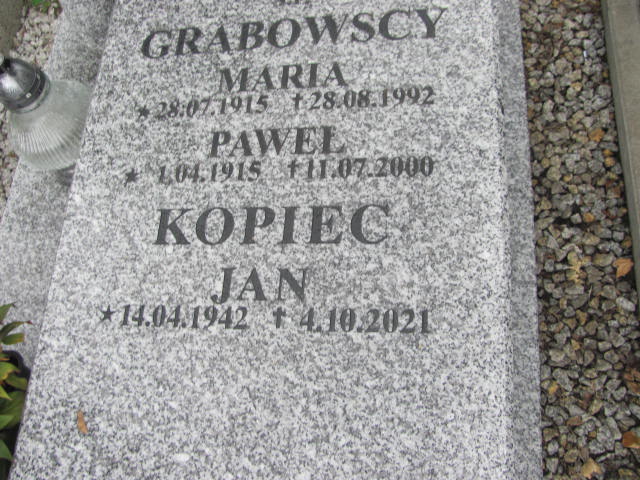 GRABOWSCY
MARIA
★ 28.07.1915 † 28.08.1992
PAWEŁ
★ 1.04.1915 † 11.07.2000
KOPIEC
JAN
★ 14.04.1942 † 4.10.2021